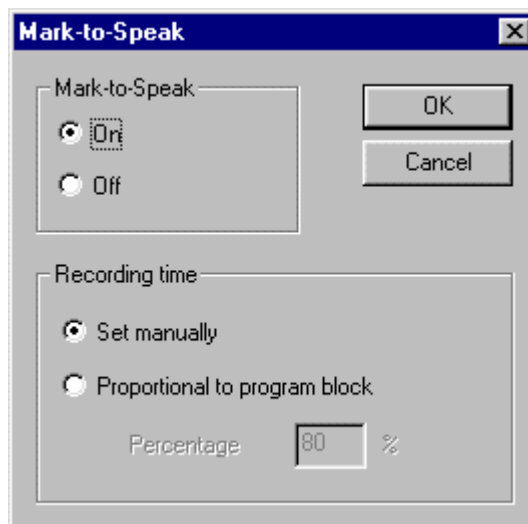 Mark-to-Speak
Mark-to-Speak
On
Off
OK
Cancel
Recording time
Set manually
Proportional to program block
Percentage 80 %